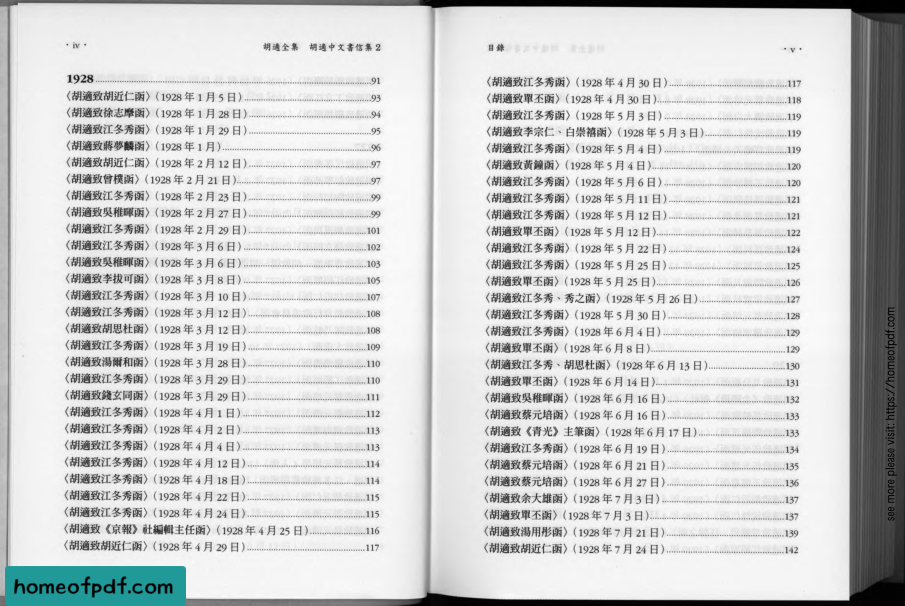 · iv ·
胡適全集 胡適中文書信集 2
1928 91
〈胡適致胡近仁函〉(1928 年 1 月 5 日) 93
〈胡適致徐志摩函〉(1928 年 1 月 28 日) 94
〈胡適致江冬秀函〉(1928 年 1 月 29 日) 95
〈胡適致蔣夢麟函〉(1928 年 1 月) 96
〈胡適致胡近仁函〉(1928 年 2 月 12 日) 97
〈胡適致曾樸函〉(1928 年 2 月 21 日) 97
〈胡適致江冬秀函〉(1928 年 2 月 23 日) 99
〈胡適致吳稚暉函〉(1928 年 2 月 27 日) 99
〈胡適致江冬秀函〉(1928 年 2 月 29 日) 101
〈胡適致江冬秀函〉(1928 年 3 月 6 日) 102
〈胡適致吳稚暉函〉(1928 年 3 月 6 日) 103
〈胡適致李拔可函〉(1928 年 3 月 8 日) 105
〈胡適致江冬秀函〉(1928 年 3 月 10 日) 107
〈胡適致江冬秀函〉(1928 年 3 月 12 日) 108
〈胡適致胡思杜函〉(1928 年 3 月 12 日) 108
〈胡適致江冬秀函〉(1928 年 3 月 19 日) 109
〈胡適致湯爾和函〉(1928 年 3 月 28 日) 110
〈胡適致江冬秀函〉(1928 年 3 月 29 日) 110
〈胡適致錢玄同函〉(1928 年 3 月 29 日) 111
〈胡適致江冬秀函〉(1928 年 4 月 1 日) 112
〈胡適致江冬秀函〉(1928 年 4 月 2 日) 113
〈胡適致江冬秀函〉(1928 年 4 月 4 日) 113
〈胡適致江冬秀函〉(1928 年 4 月 12 日) 114
〈胡適致江冬秀函〉(1928 年 4 月 18 日) 114
〈胡適致江冬秀函〉(1928 年 4 月 22 日) 115
〈胡適致江冬秀函〉(1928 年 4 月 24 日) 115
〈胡適致《京報》社編輯主任函〉(1928 年 4 月 25 日) 116
〈胡適致胡近仁函〉(1928 年 4 月 29 日) 117
目錄
· v ·
〈胡適致江冬秀函〉(1928 年 4 月 30 日) 117
〈胡適致單丕函〉(1928 年 4 月 30 日) 118
〈胡適致江冬秀函〉(1928 年 5 月 3 日) 119
〈胡適致李宗仁、白崇禧函〉(1928 年 5 月 3 日) 119
〈胡適致江冬秀函〉(1928 年 5 月 4 日) 119
〈胡適致黃鐘函〉(1928 年 5 月 4 日) 120
〈胡適致江冬秀函〉(1928 年 5 月 6 日) 120
〈胡適致江冬秀函〉(1928 年 5 月 11 日) 121
〈胡適致江冬秀函〉(1928 年 5 月 12 日) 121
〈胡適致單丕函〉(1928 年 5 月 12 日) 122
〈胡適致江冬秀函〉(1928 年 5 月 22 日) 124
〈胡適致江冬秀函〉(1928 年 5 月 25 日) 125
〈胡適致單丕函〉(1928 年 5 月 25 日) 126
〈胡適致江冬秀、秀之函〉(1928 年 5 月 26 日) 127
〈胡適致江冬秀函〉(1928 年 5 月 30 日) 128
〈胡適致江冬秀函〉(1928 年 6 月 4 日) 129
〈胡適致單丕函〉(1928 年 6 月 8 日) 129
〈胡適致江冬秀、胡思杜函〉(1928 年 6 月 13 日) 130
〈胡適致單丕函〉(1928 年 6 月 14 日) 131
〈胡適致吳稚暉函〉(1928 年 6 月 16 日) 132
〈胡適致蔡元培函〉(1928 年 6 月 16 日) 133
〈胡適致《青光》主筆函〉(1928 年 6 月 17 日) 133
〈胡適致江冬秀函〉(1928 年 6 月 19 日) 134
〈胡適致蔡元培函〉(1928 年 6 月 21 日) 135
〈胡適致蔡元培函〉(1928 年 6 月 27 日) 136
〈胡適致余大雄函〉(1928 年 7 月 3 日) 137
〈胡適致單丕函〉(1928 年 7 月 3 日) 137
〈胡適致湯用彤函〉(1928 年 7 月 21 日) 139
〈胡適致胡近仁函〉(1928 年 7 月 24 日) 142
see more please visit: https://homeofpdf.com
homeofpdf.com